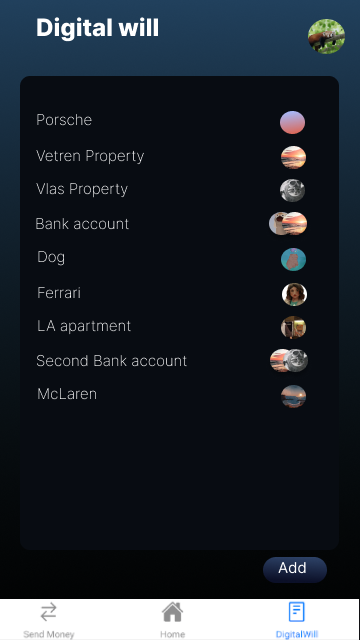 Digital will
Porsche
Vetren Property
Vlas Property
Bank account
Dog
Ferrari
LA apartment
Second Bank account
McLaren
Add
Send Money
Home
DigitalWill